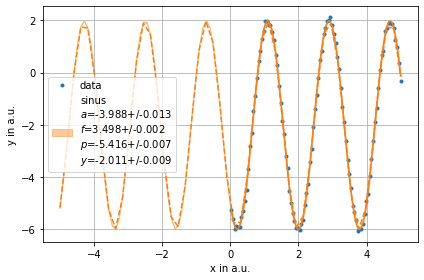 2
0
−2
−4
−6
y in a.u.
data
sinus
a=-3.988+/-0.013
f=3.498+/-0.002
p=-5.416+/-0.007
y=-2.011+/-0.009
−4 −2 0 2 4
x in a.u.